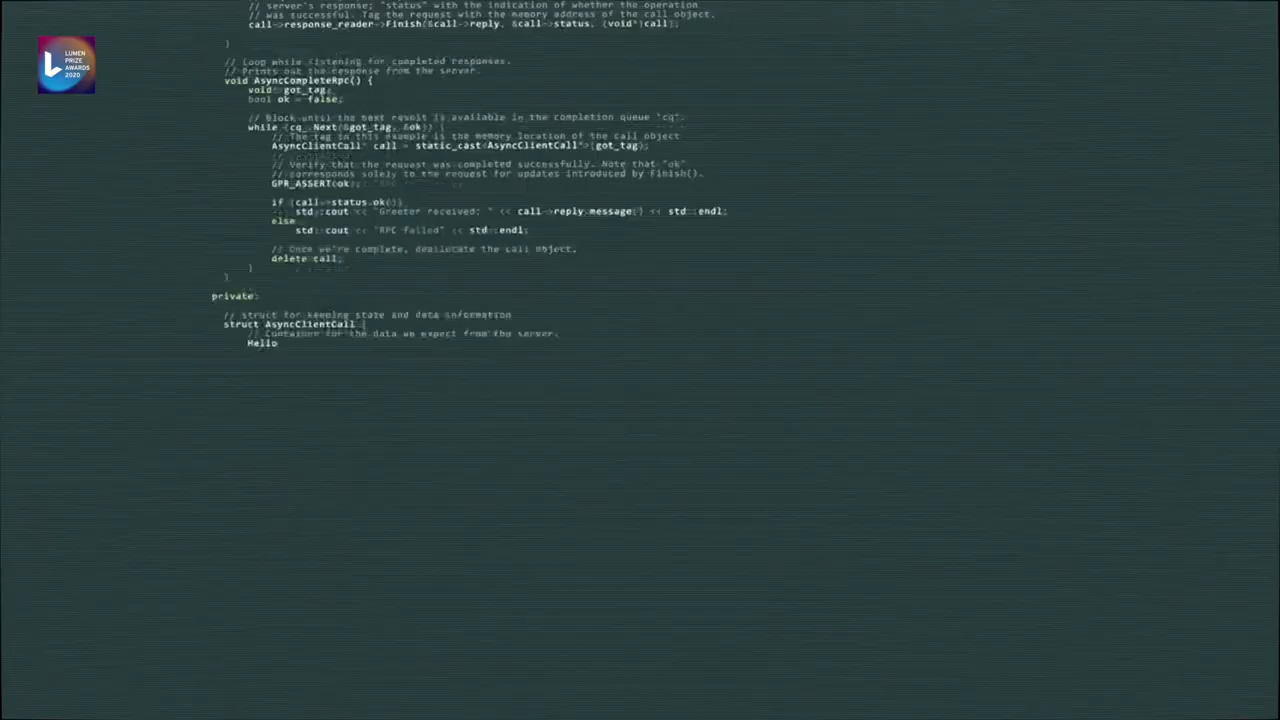 // server's response; "status" with the indication of whether the operation
// was successful. Tag the request with the memory address of the call object.
call->response_reader->Finish(&call->reply, &call->status, (void*)call);
}
// Loop while listening for completed responses.
// Prints out the response from the server.
void AsyncCompleteRpc() {
void* got_tag;
bool ok = false;
// Block until the next result is available in the completion queue "cq".
while (cq_.Next(&got_tag, &ok)) {
// The tag in this example is the memory location of the call object
AsyncClientCall* call = static_cast<AsyncClientCall*>(got_tag);
// Verify that the request was completed successfully. Note that "ok"
// corresponds solely to the request for updates introduced by Finish().
GPR_ASSERT(ok);
if (call->status.ok())
std::cout << "Greeter received: " << call->reply.message() << std::endl;
else
std::cout << "RPC failed" << std::endl;
// Once we're complete, deallocate the call object.
delete call;
}
}
private:
// struct for keeping state and data information
struct AsyncClientCall {
// Container for the data we expect from the server.
Hello
LUMEN
PRIZE
AWARDS
2020